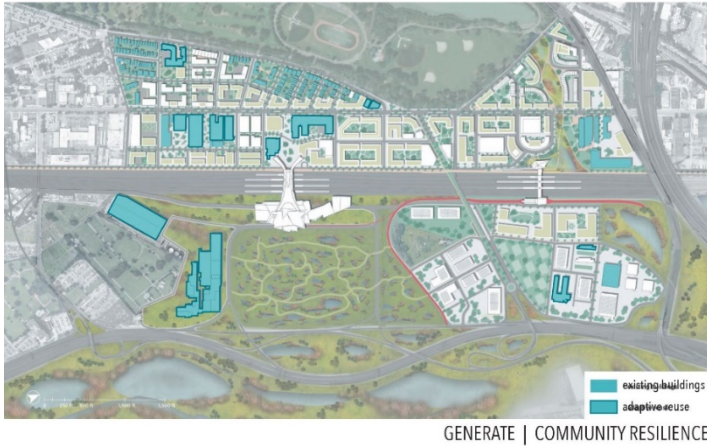 existing buildings
adaptive reuse
GENERATE | COMMUNITY RESILIENCE